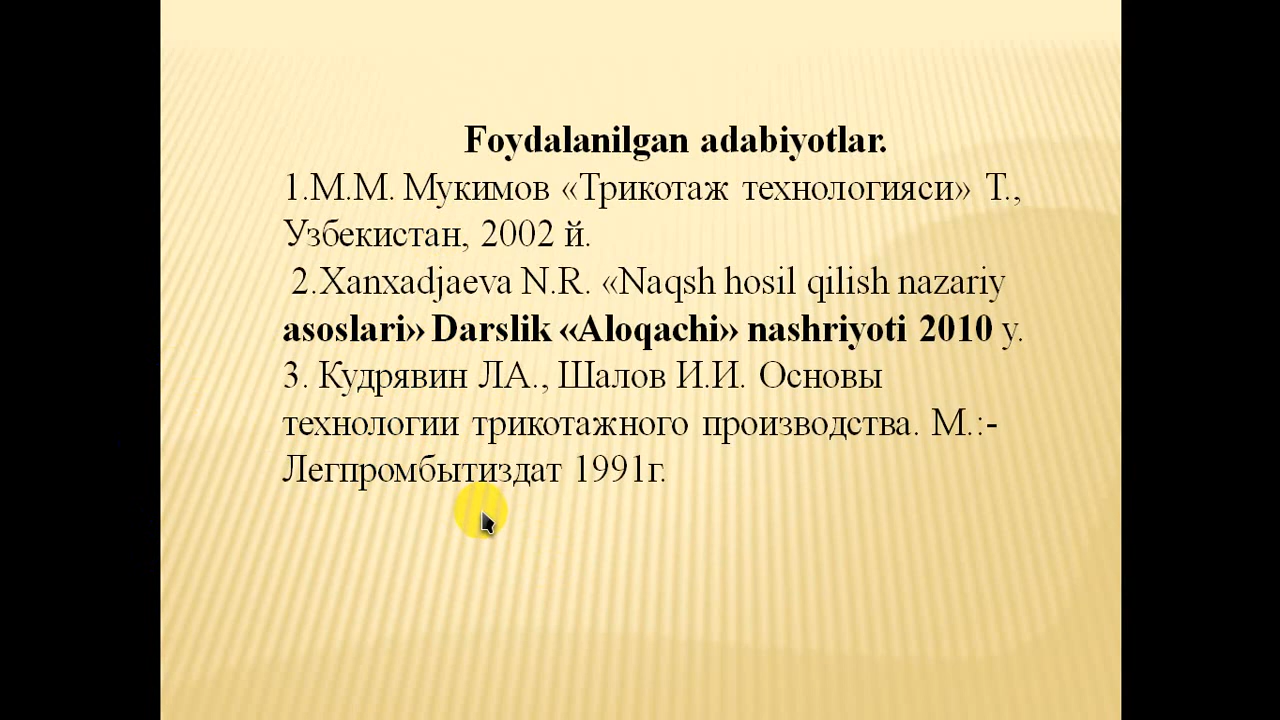 Foydalanilgan adabiyotlar.
1.М.М. Мукимов «Трикотаж технологияси» Т.,
Узбекистан, 2002 й.
2.Xanxadjaeva N.R. «Naqsh hosil qilish nazariy
asoslari» Darslik «Aloqachi» nashriyoti 2010 y.
3. Кудрявин ЛА., Шалов И.И. Основы
технологии трикотажного производства. М.:-
Легпромбытиздат 1991г.